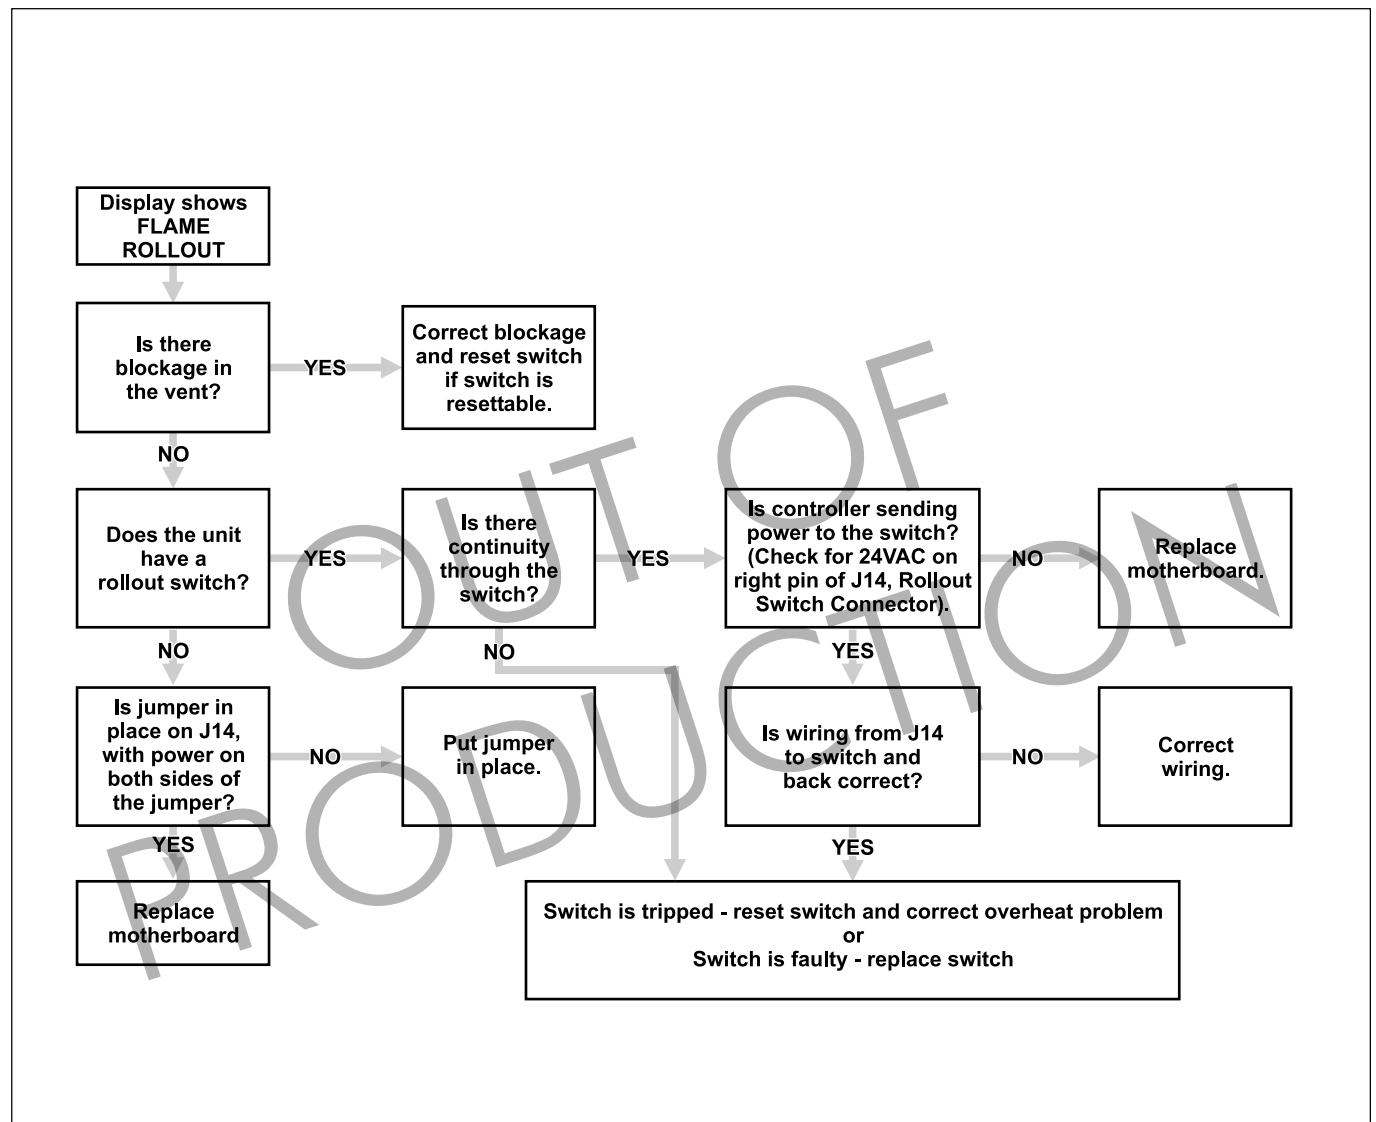 Display shows
FLAME
ROLLOUT
Is there
blockage in
the vent?
YES
Correct blockage
and reset switch
if switch is
resettable.
NO
Does the unit
have a
rollout switch?
YES
Is there
continuity
through the
switch?
YES
Is controller sending
power to the switch?
(Check for 24VAC on
right pin of J14, Rollout
Switch Connector).
NO
Replace
motherboard.
NO
NO
YES
Is jumper in
place on J14,
with power on
both sides of
the jumper?
NO
Put jumper
in place.
Is wiring from J14
to switch and
back correct?
NO
Correct
wiring.
YES
YES
Replace
motherboard
Switch is tripped - reset switch and correct overheat problem
or
Switch is faulty - replace switch
OUT OF
PRODUCTION